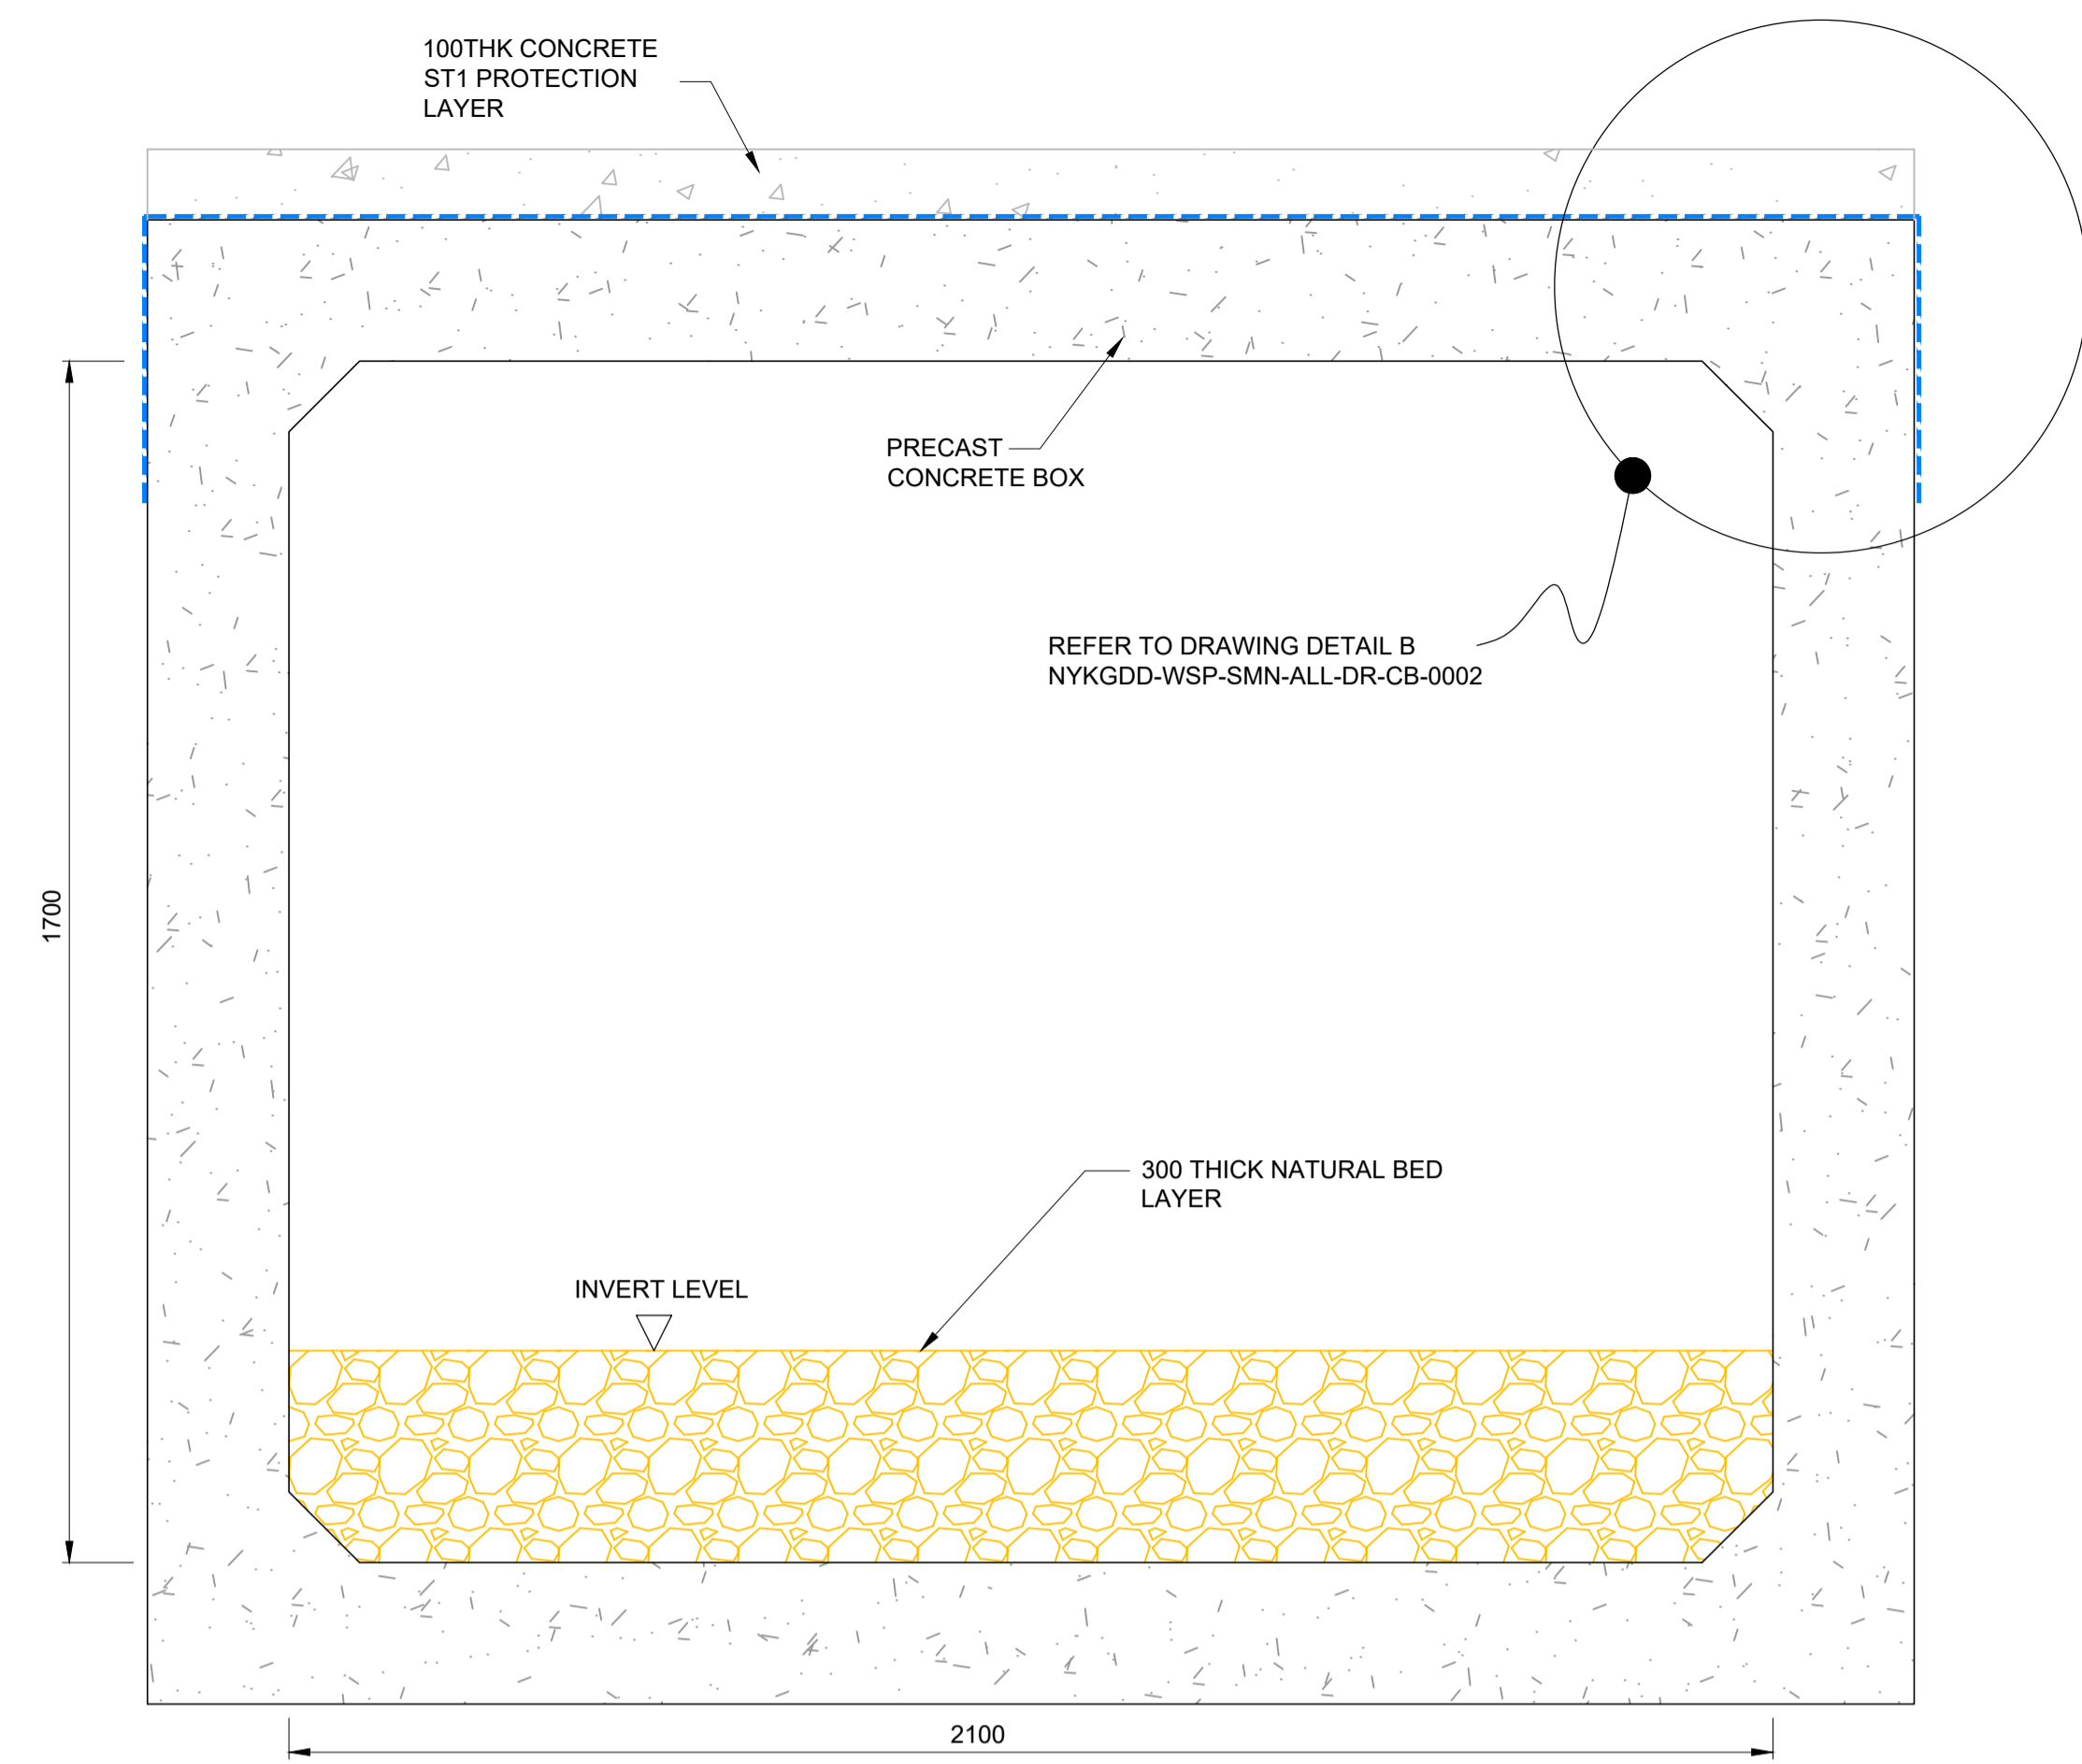 100THK CONCRETE
ST1 PROTECTION
LAYER
PRECAST
CONCRETE BOX
REFER TO DRAWING DETAIL B
NYKGDD-WSP-SMN-ALL-DR-CB-0002
1700
300 THICK NATURAL BED
LAYER
INVERT LEVEL
2100